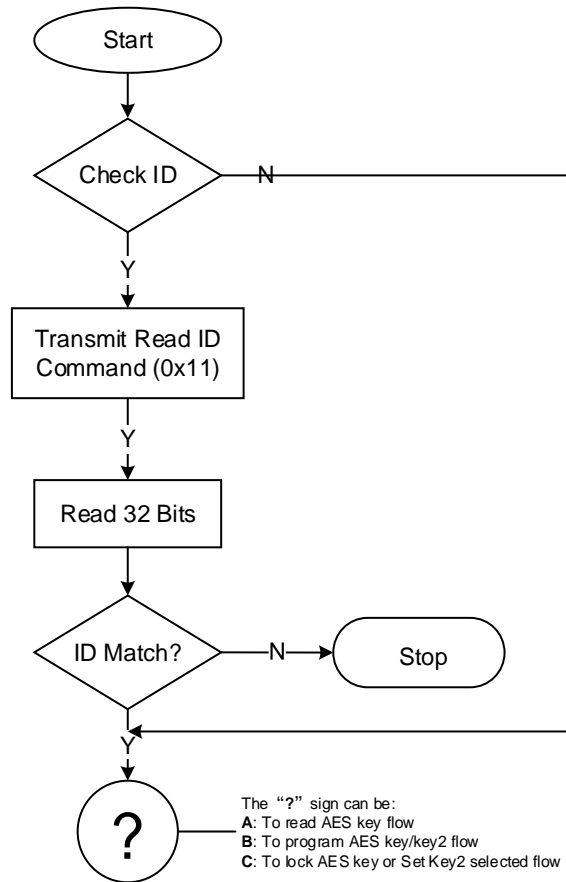 Start
Check ID
N
Y
Transmit Read ID
Command (0x11)
Y
Read 32 Bits
ID Match?
N
Stop
Y
?
The “?” sign can be:
A: To read AES key flow
B: To program AES key/key2 flow
C: To lock AES key or Set Key2 selected flow